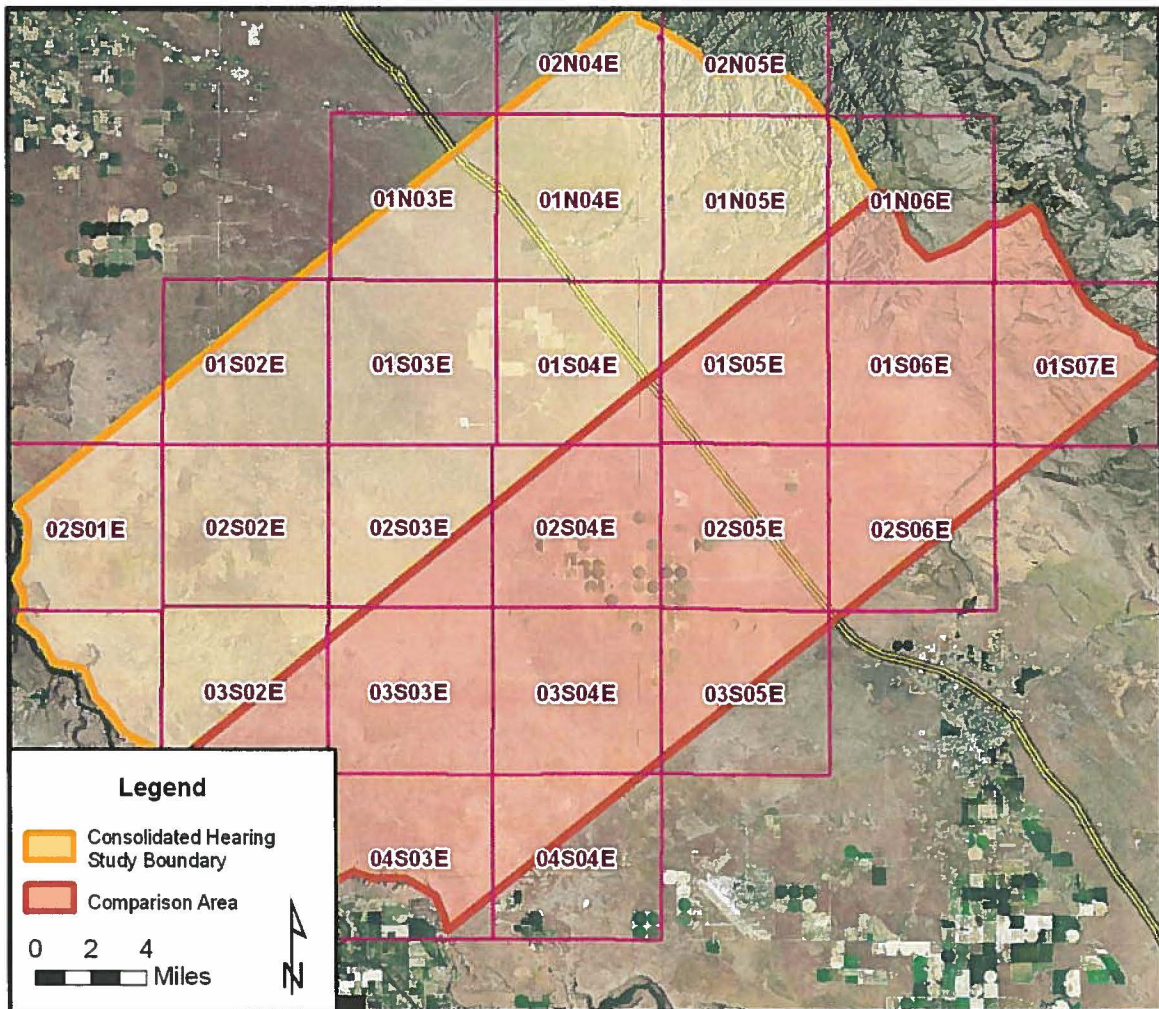 02N04E
02N05E
01N03E
01N04E
01N05E
01N06E
01S02E
01S03E
01S04E
01S05E
01S06E
01S07E
02S01E
02S02E
02S03E
02S04E
02S05E
02S06E
03S02E
03S03E
03S04E
03S05E
04S03E
04S04E
Legend
Consolidated Hearing
Study Boundary
Comparison Area
0 2 4
Miles
N